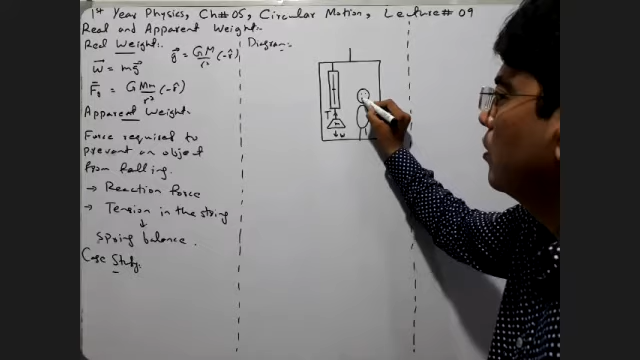 1st Year Physics, Ch#05, Circular Motion, Lecture#09
Real and Apparent Weight:-
Real Weight:-
g⃗ = GM/r² (-r̂)
W⃗ = mg⃗
F⃗g = G Mm/r² (-r̂)
Apparent Weight:-
Force required to
prevent an object
from falling.
→ Reaction force
→ Tension in the string
↓
Spring balance.
Case Study:
Diagram:-
T
m
W